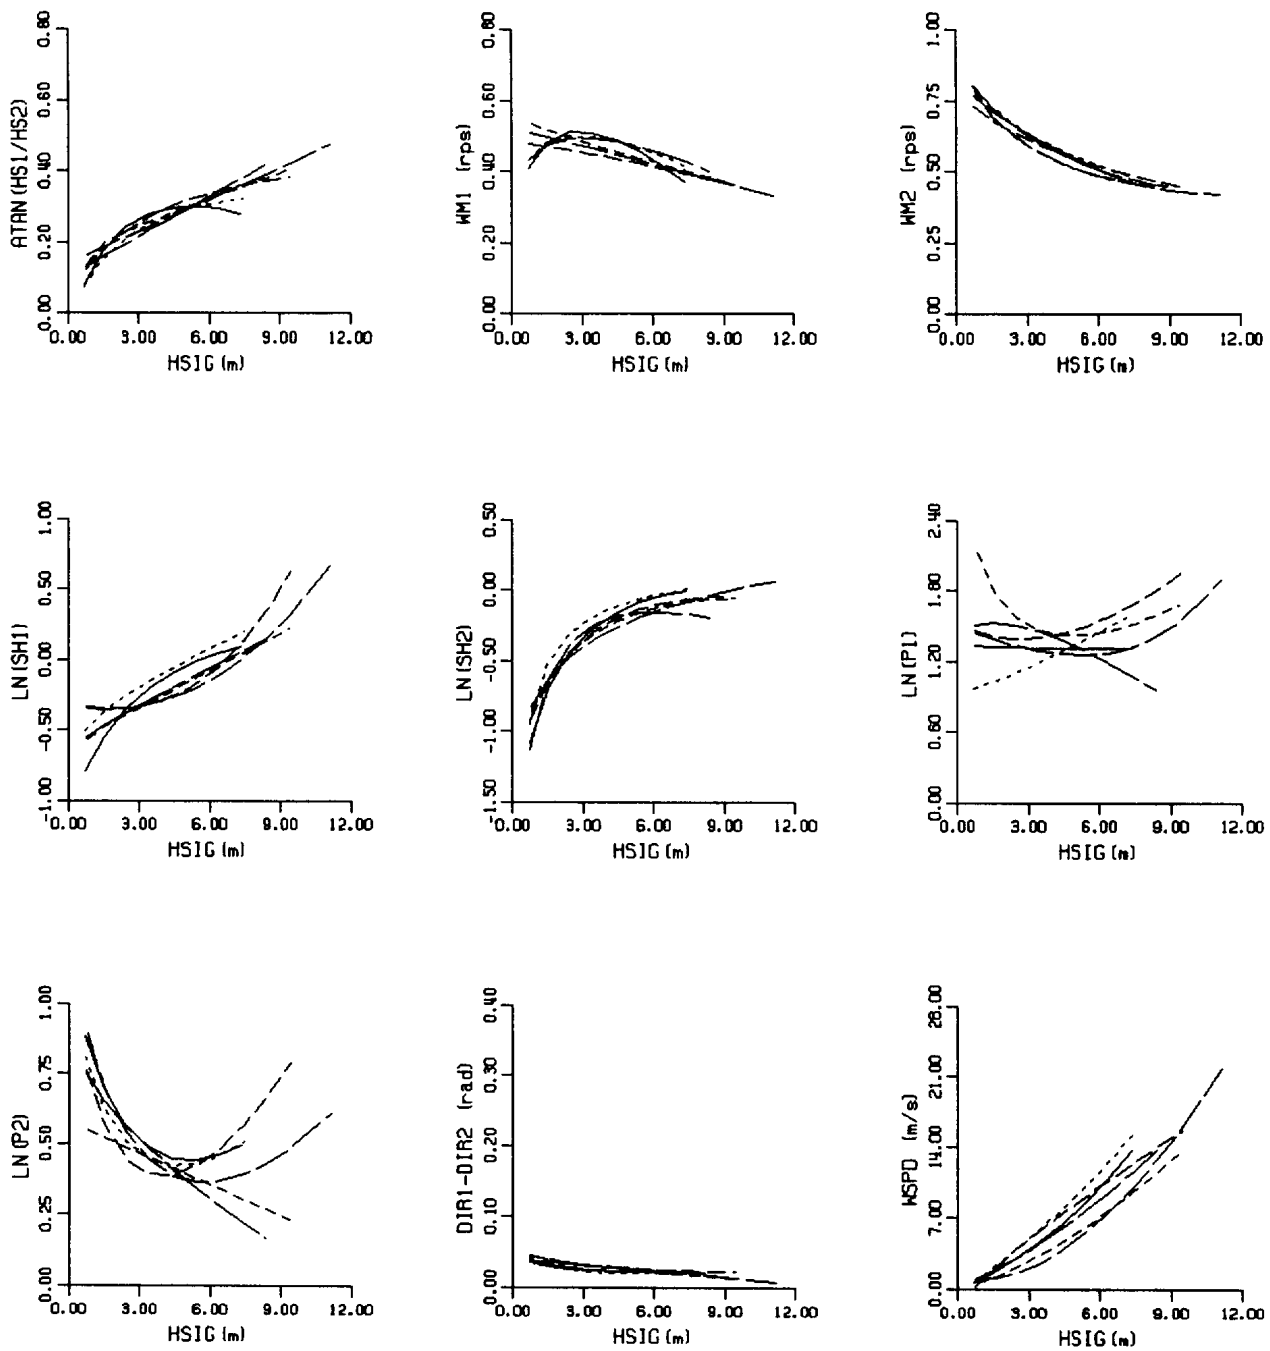 ATAN(HS1/HS2)
0.80
0.60
0.40
0.20
0.00
0.00 3.00 6.00 9.00 12.00
HSIG (m)
WM1 (rps)
0.80
0.60
0.40
0.20
0.00
0.00 3.00 6.00 9.00 12.00
HSIG (m)
WM2 (rps)
1.00
0.75
0.50
0.25
0.00
0.00 3.00 6.00 9.00 12.00
HSIG (m)
LN(SH1)
1.00
0.50
0.00
-0.50
-1.00
0.00 3.00 6.00 9.00 12.00
HSIG (m)
LN(SH2)
0.50
0.00
-0.50
-1.00
-1.50
0.00 3.00 6.00 9.00 12.00
HSIG (m)
LN(P1)
2.40
1.80
1.20
0.60
0.00
0.00 3.00 6.00 9.00 12.00
HSIG (m)
LN(P2)
1.00
0.75
0.50
0.25
0.00
0.00 3.00 6.00 9.00 12.00
HSIG (m)
DIR1-DIR2 (rad)
0.40
0.30
0.20
0.10
0.00
0.00 3.00 6.00 9.00 12.00
HSIG (m)
WSPD (m/s)
28.00
21.00
14.00
7.00
0.00
0.00 3.00 6.00 9.00 12.00
HSIG (m)